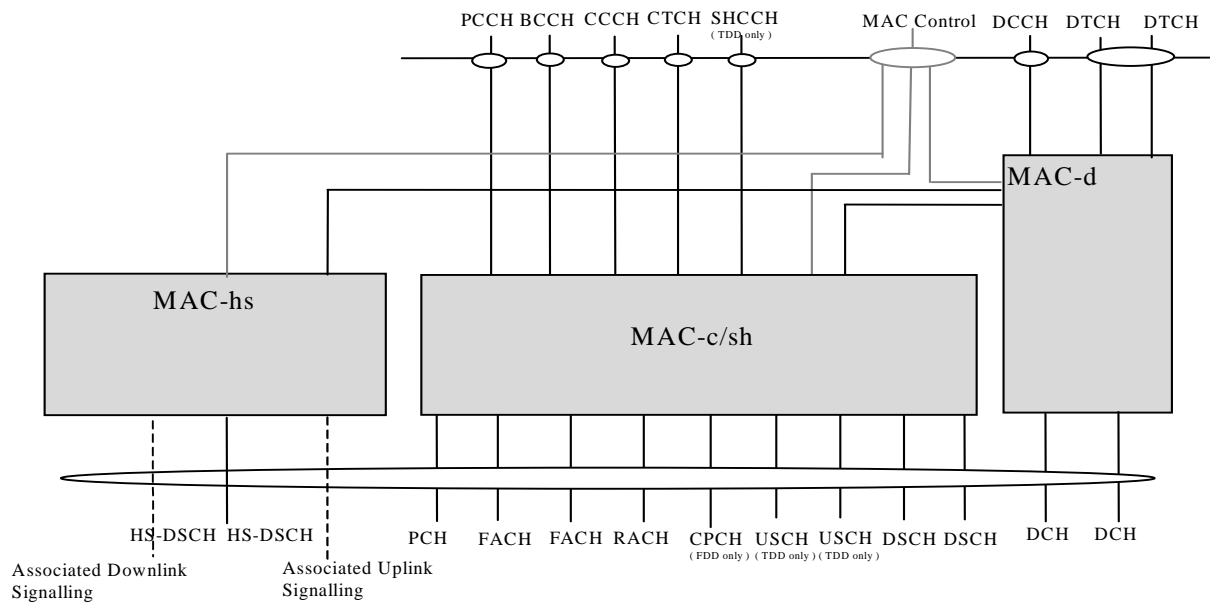 PCCH BCCH CCCH CTCH SHCCH MAC Control DCCH DTCH DTCH
( TDD only )
MAC-d
MAC-hs
MAC-c/sh
HS-DSCH HS-DSCH PCH FACH FACH RACH CPCH USCH USCH DSCH DSCH DCH DCH
( FDD only ) ( TDD only ) ( TDD only )
Associated Downlink
Signalling
Associated Uplink
Signalling